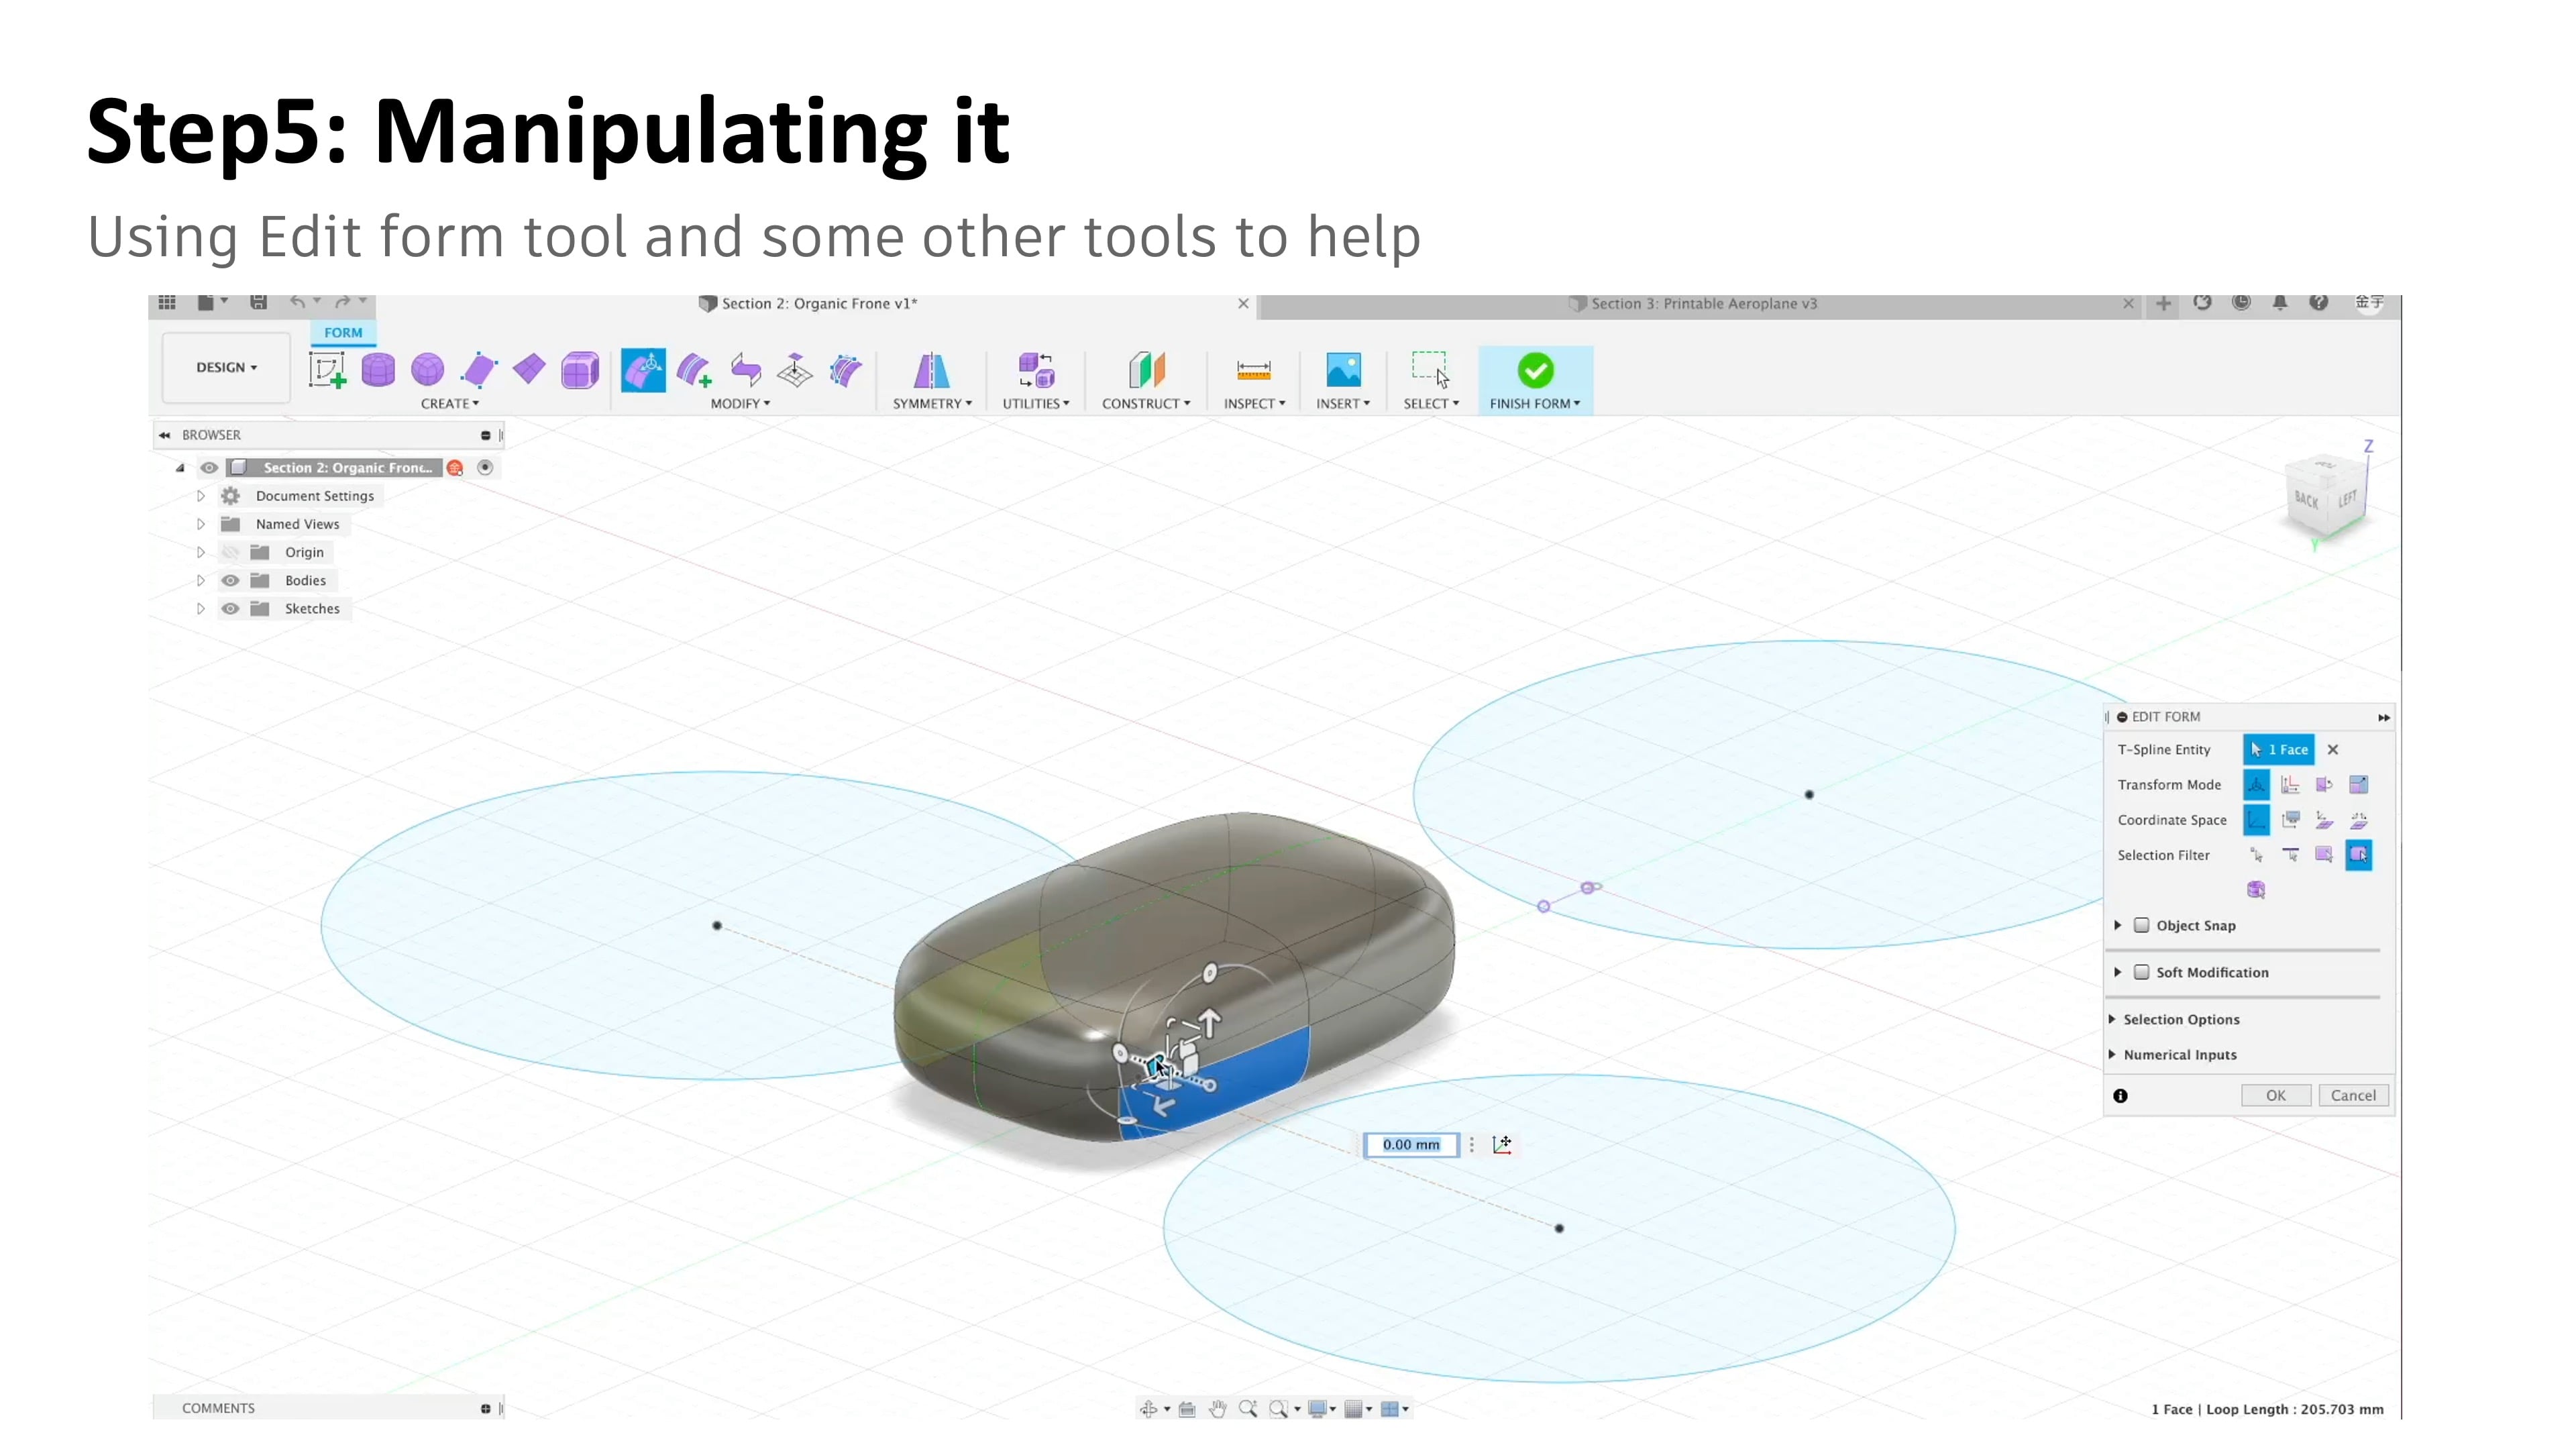 Step5: Manipulating it
Using Edit form tool and some other tools to help
Section 2: Organic Frone v1*
Section 3: Printable Aeroplane v3
金宇
FORM
DESIGN
CREATE
MODIFY
SYMMETRY
UTILITIES
CONSTRUCT
INSPECT
INSERT
SELECT
FINISH FORM
BROWSER
Section 2: Organic Fron...
Document Settings
Named Views
Origin
Bodies
Sketches
Z
TOP
BACK
LEFT
Y
EDIT FORM
T-Spline Entity
1 Face
Transform Mode
Coordinate Space
Selection Filter
Object Snap
Soft Modification
Selection Options
Numerical Inputs
OK
Cancel
0.00 mm
COMMENTS
1 Face | Loop Length : 205.703 mm